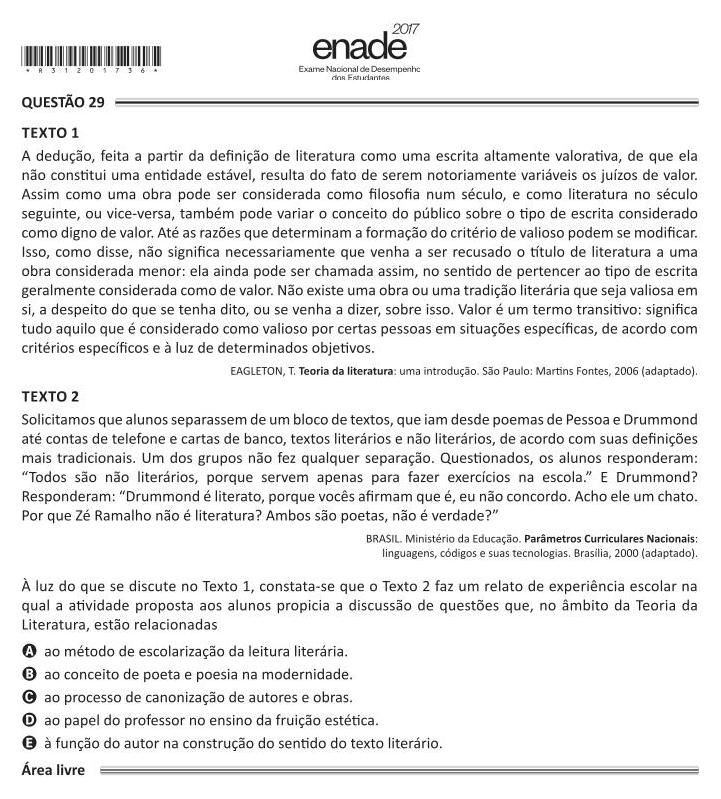 2017
enade
Exame Nacional de Desempenho
dos Estudantes
*R31201736*
QUESTÃO 29
TEXTO 1
A dedução, feita a partir da definição de literatura como uma escrita altamente valorativa, de que ela
não constitui uma entidade estável, resulta do fato de serem notoriamente variáveis os juízos de valor.
Assim como uma obra pode ser considerada como filosofia num século, e como literatura no século
seguinte, ou vice-versa, também pode variar o conceito do público sobre o tipo de escrita considerado
como digno de valor. Até as razões que determinam a formação do critério de valioso podem se modificar.
Isso, como disse, não significa necessariamente que venha a ser recusado o título de literatura a uma
obra considerada menor: ela ainda pode ser chamada assim, no sentido de pertencer ao tipo de escrita
geralmente considerada como de valor. Não existe uma obra ou uma tradição literária que seja valiosa em
si, a despeito do que se tenha dito, ou se venha a dizer, sobre isso. Valor é um termo transitivo: significa
tudo aquilo que é considerado como valioso por certas pessoas em situações específicas, de acordo com
critérios específicos e à luz de determinados objetivos.
EAGLETON, T. Teoria da literatura: uma introdução. São Paulo: Martins Fontes, 2006 (adaptado).
TEXTO 2
Solicitamos que alunos separassem de um bloco de textos, que iam desde poemas de Pessoa e Drummond
até contas de telefone e cartas de banco, textos literários e não literários, de acordo com suas definições
mais tradicionais. Um dos grupos não fez qualquer separação. Questionados, os alunos responderam:
“Todos são não literários, porque servem apenas para fazer exercícios na escola.” E Drummond?
Responderam: “Drummond é literato, porque vocês afirmam que é, eu não concordo. Acho ele um chato.
Por que Zé Ramalho não é literatura? Ambos são poetas, não é verdade?”
BRASIL. Ministério da Educação. Parâmetros Curriculares Nacionais:
linguagens, códigos e suas tecnologias. Brasília, 2000 (adaptado).
À luz do que se discute no Texto 1, constata-se que o Texto 2 faz um relato de experiência escolar na
qual a atividade proposta aos alunos propicia a discussão de questões que, no âmbito da Teoria da
Literatura, estão relacionadas
A ao método de escolarização da leitura literária.
B ao conceito de poeta e poesia na modernidade.
C ao processo de canonização de autores e obras.
D ao papel do professor no ensino da fruição estética.
E à função do autor na construção do sentido do texto literário.
Área livre